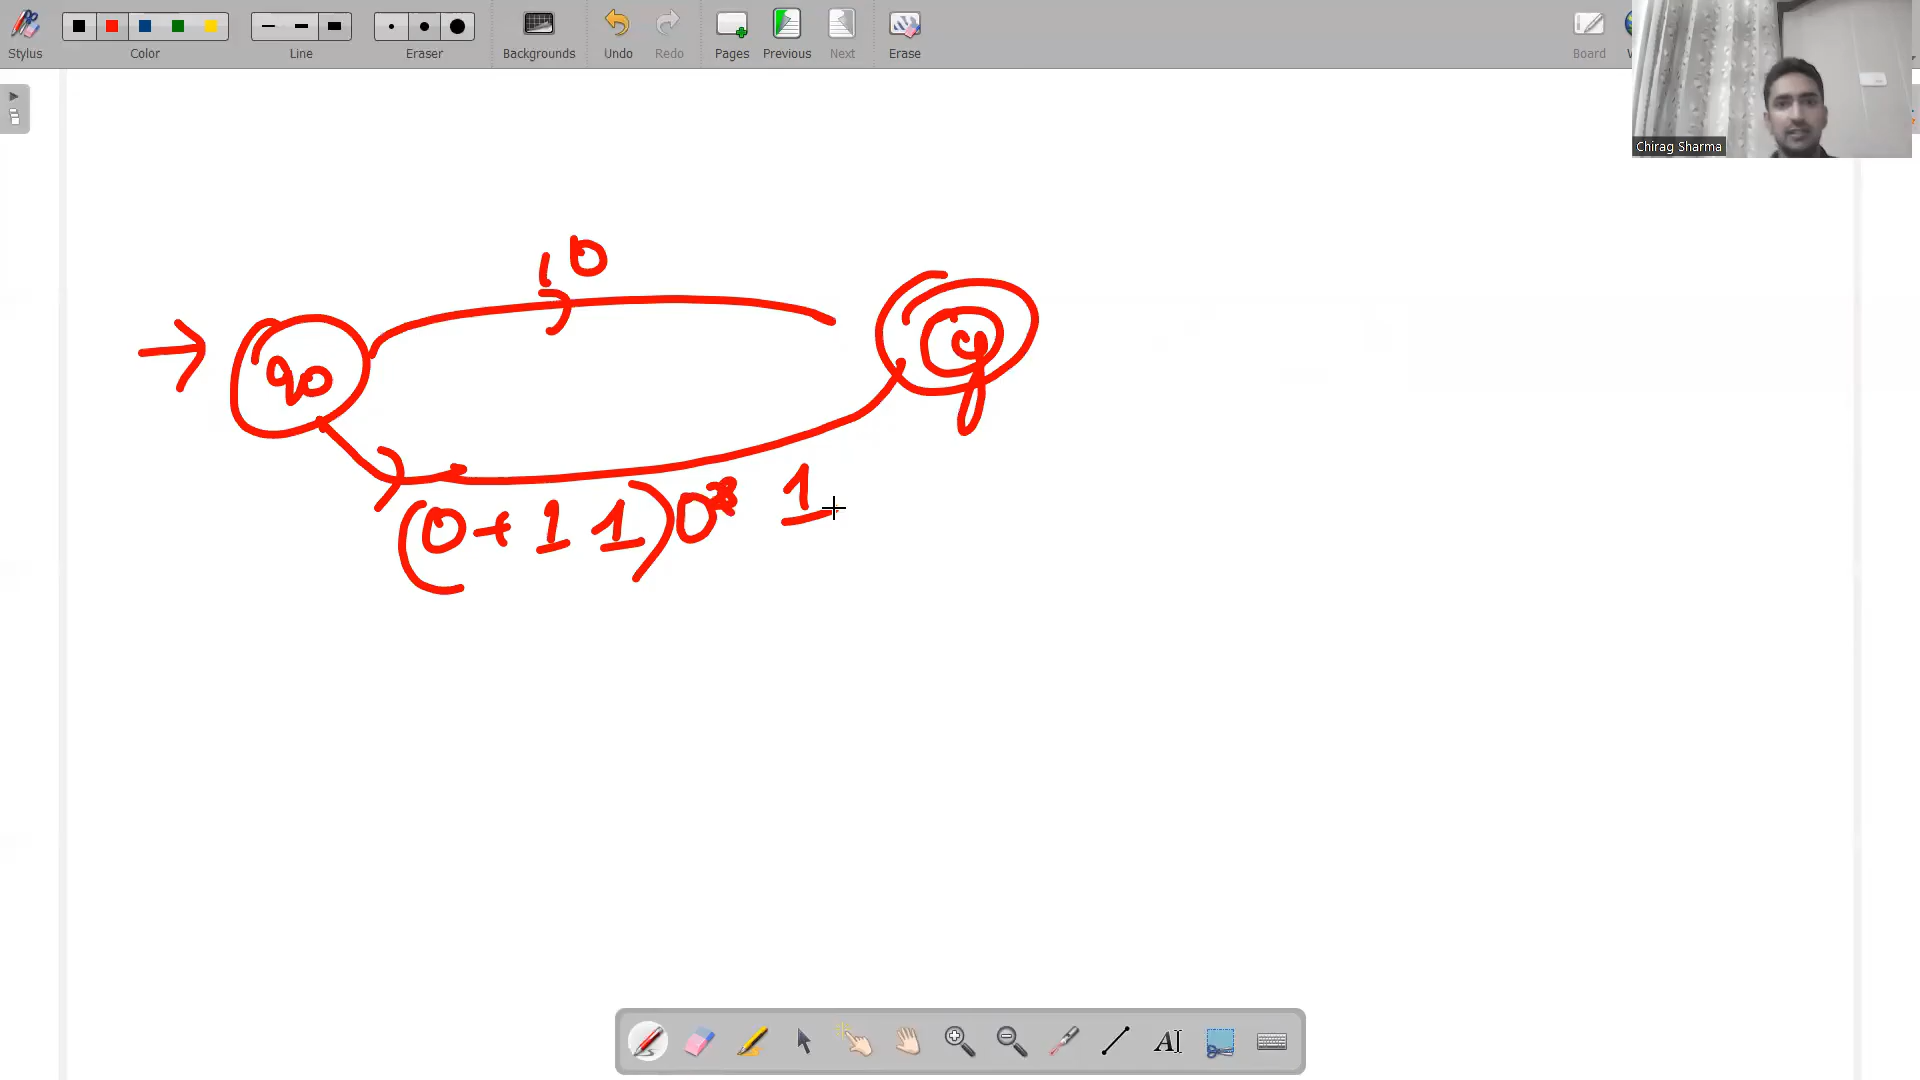 Stylus Color Line Eraser Backgrounds Undo Redo Pages Previous Next Erase Board
Chirag Sharma
10
q0
(0+11)0* 1
A